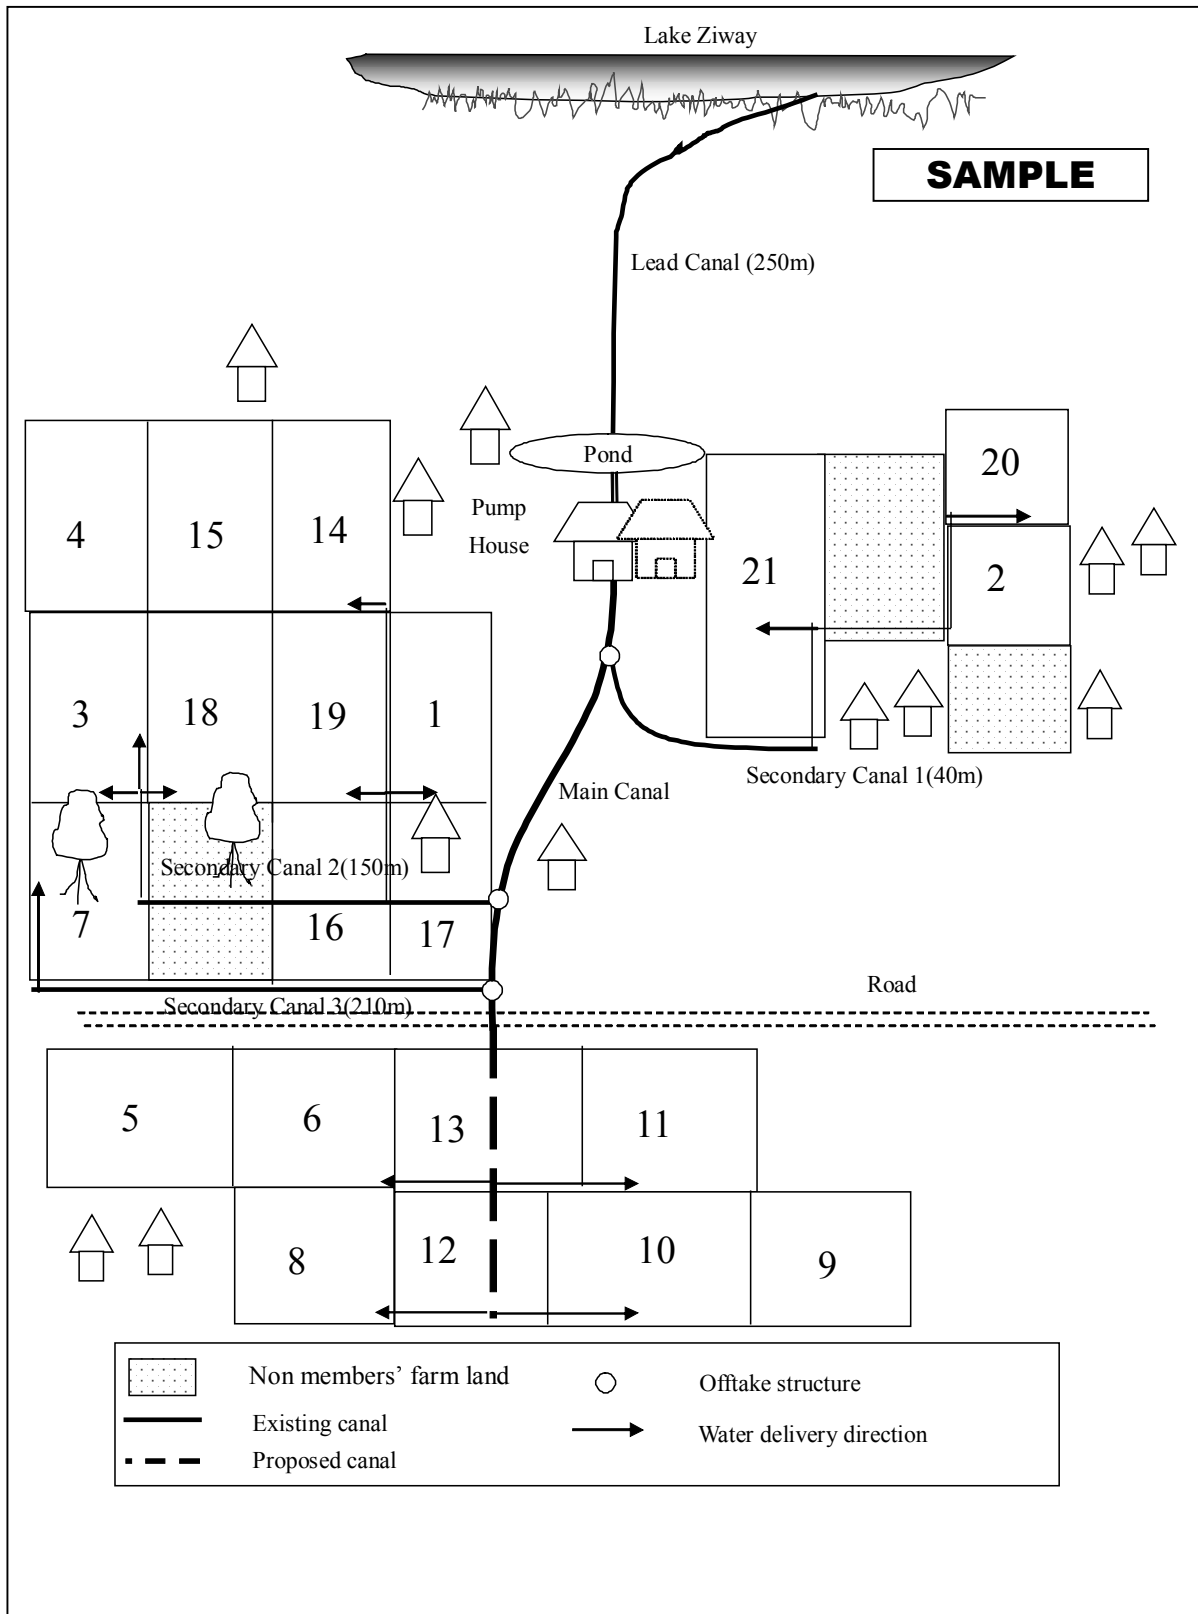 Lake Ziway
SAMPLE
Lead Canal (250m)
Pond
20
Pump
House
4
15
14
21
2
3
18
19
1
Secondary Canal 1(40m)
Main Canal
Secondary Canal 2(150m)
7
16
17
Road
Secondary Canal 3(210m)
5
6
13
11
8
12
10
9
Non members’ farm land
Offtake structure
Existing canal
Water delivery direction
Proposed canal